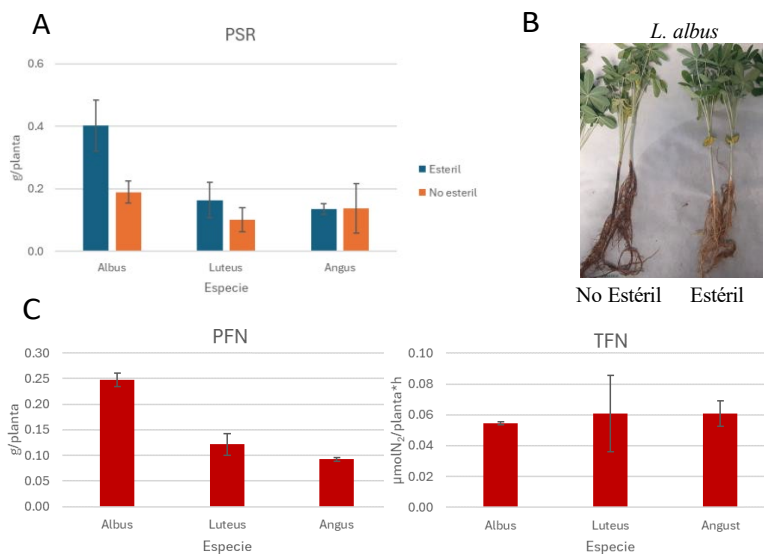 A
PSR
0.6
0.4
0.2
0.0
g/planta
Albus
Luteus
Angus
Especie
Esteril
No esteril
B
L. albus
No Estéril
Estéril
C
PFN
0.30
0.25
0.20
0.15
0.10
0.05
0.00
g/planta
Albus
Luteus
Angus
Especie
TFN
0.10
0.08
0.06
0.04
0.02
0.00
µmolN₂/planta*h
Albus
Luteus
Angust
Especie